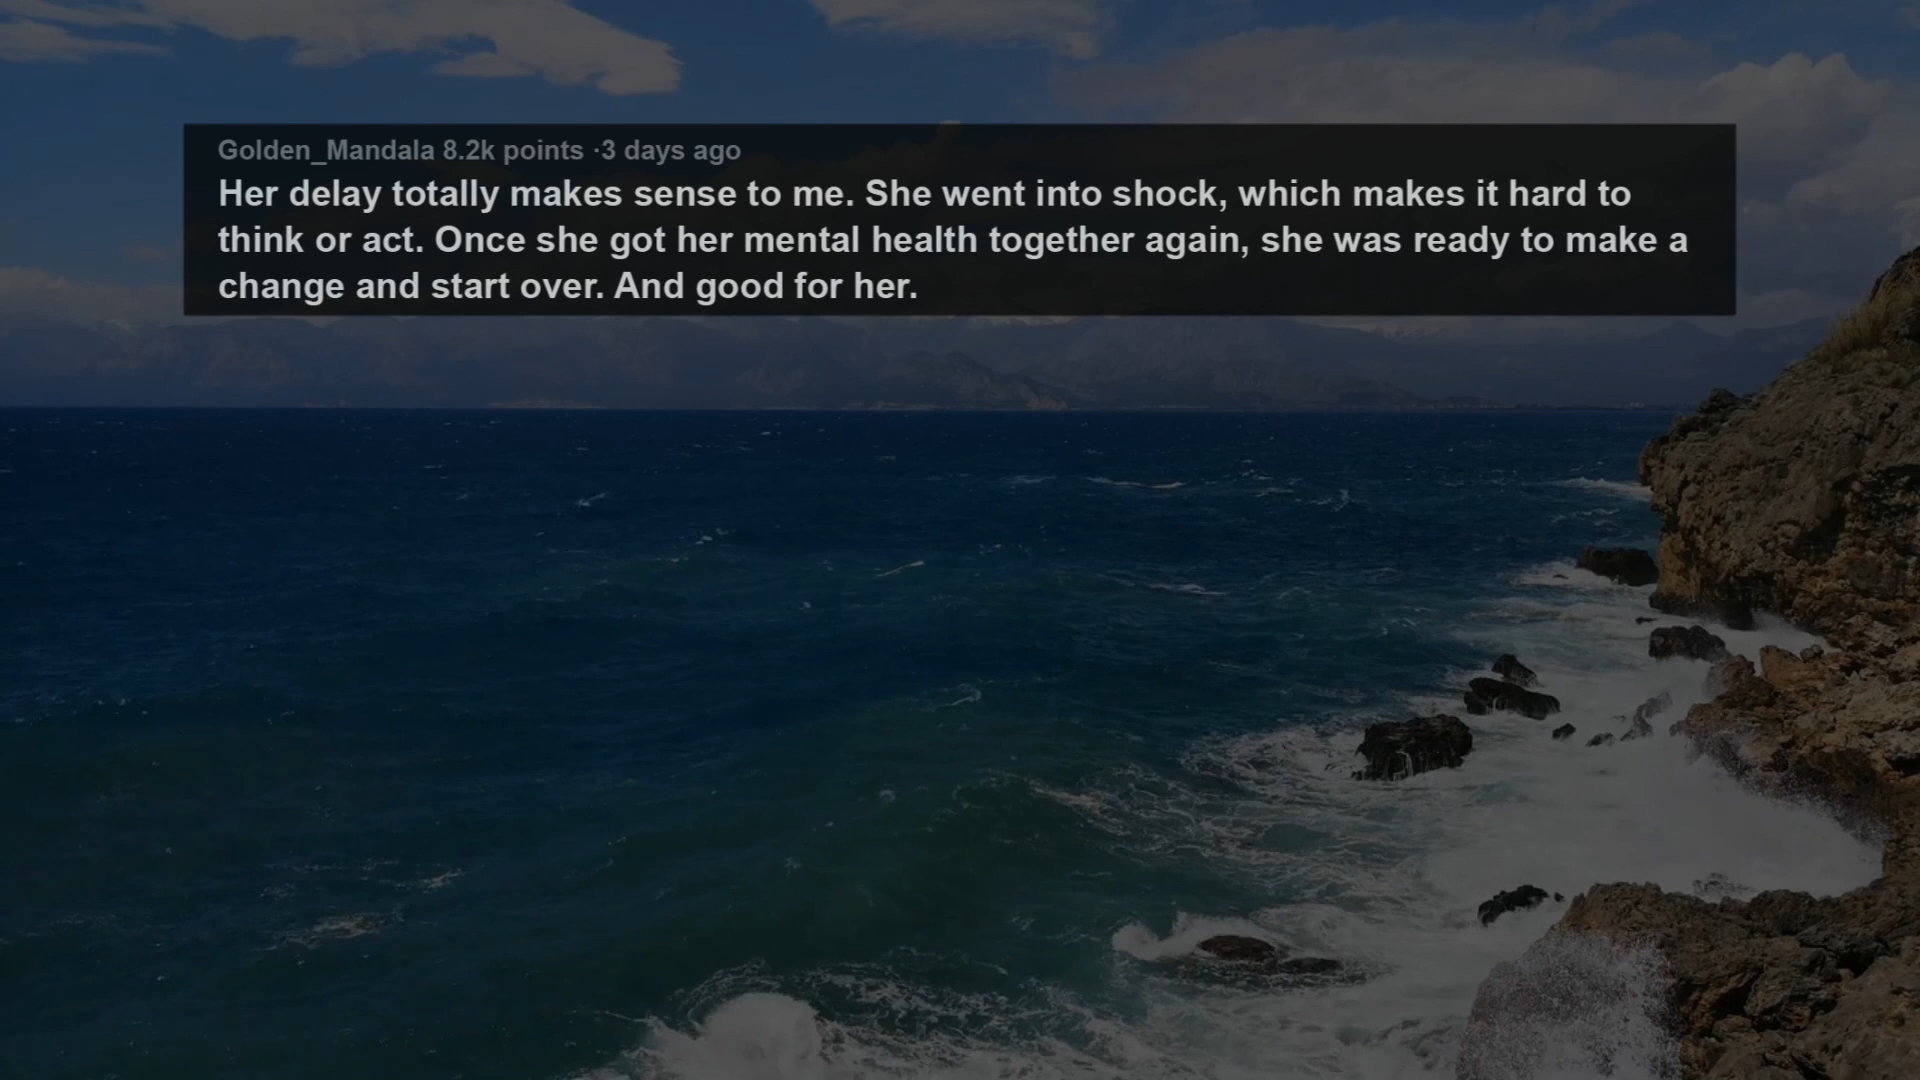 Golden_Mandala 8.2k points ·3 days ago
Her delay totally makes sense to me. She went into shock, which makes it hard to
think or act. Once she got her mental health together again, she was ready to make a
change and start over. And good for her.